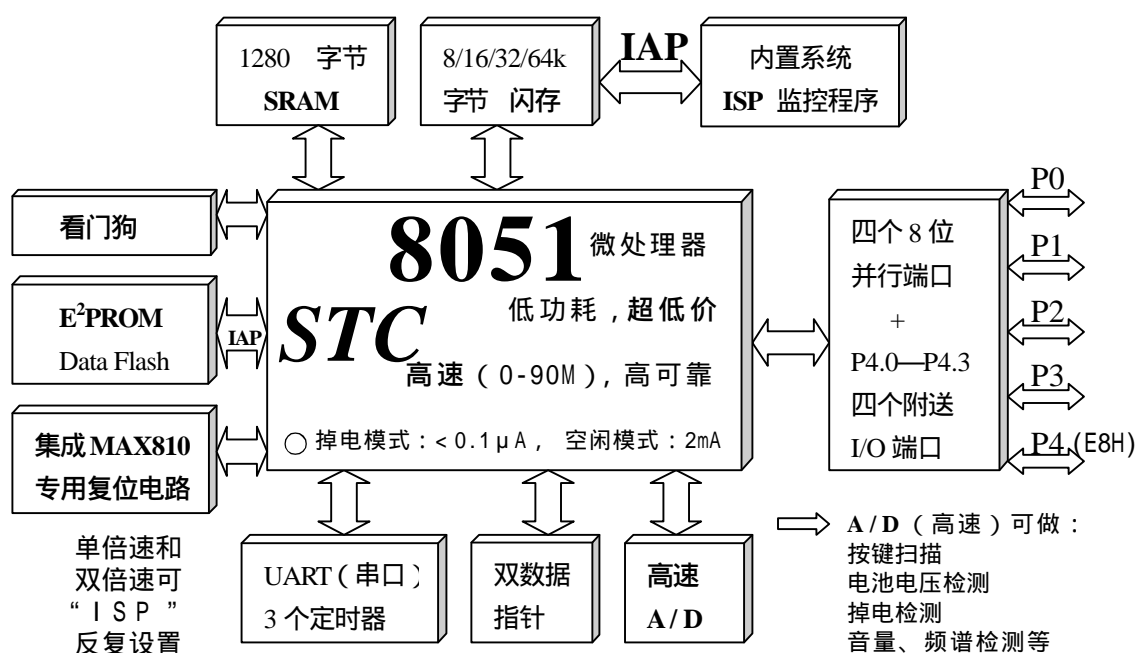 1280 字节
SRAM
8/16/32/64k
字节 闪存
IAP
内置系统
ISP 监控程序
看门狗
E²PROM
Data Flash
IAP
集成 MAX810
专用复位电路
单倍速和
双倍速可
“ISP”
反复设置
8051 微处理器
STC 低功耗,超低价
高速(0-90M),高可靠
○ 掉电模式:<0.1μA, 空闲模式:2mA
四个 8 位
并行端口
+
P4.0—P4.3
四个附送
I/O 端口
P0
P1
P2
P3
P4 (E8H)
UART(串口)
3 个定时器
双数据
指针
高速
A/D
A/D(高速)可做:
按键扫描
电池电压检测
掉电检测
音量、频谱检测等